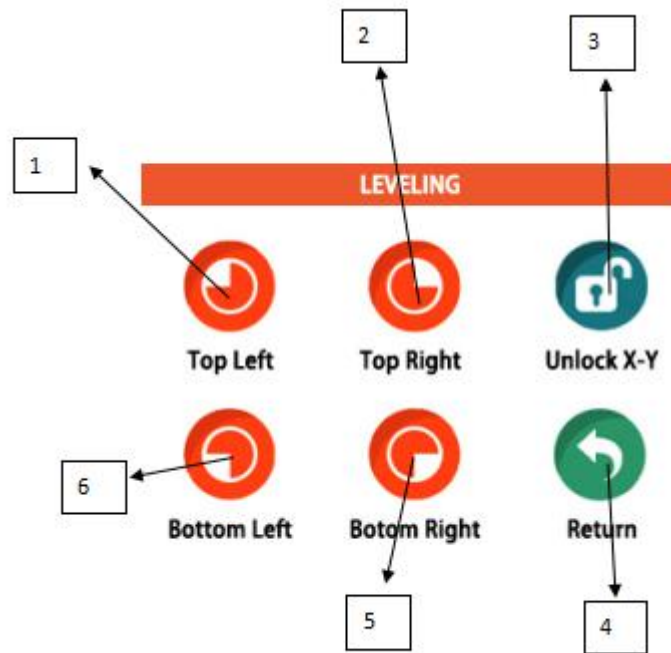 2
3
1
LEVELING
Top Left
Top Right
Unlock X-Y
6
Bottom Left
Botom Right
Return
5
4